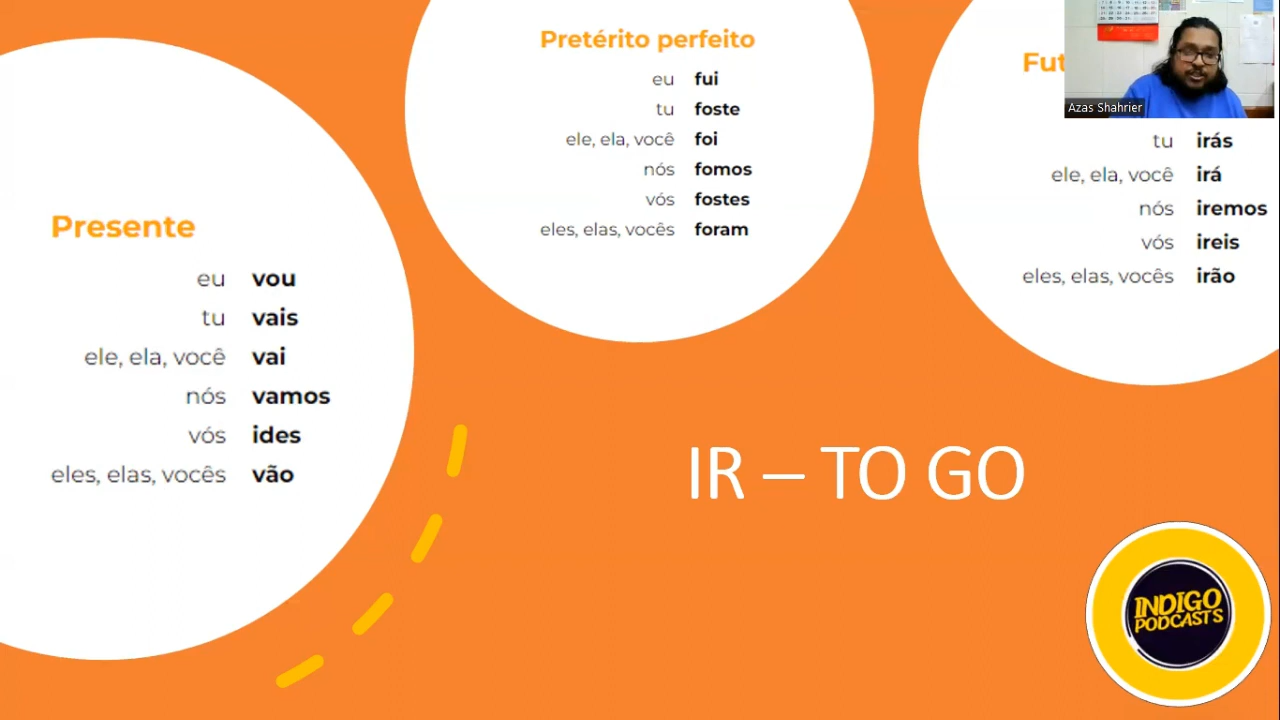 Presente
eu vou
tu vais
ele, ela, você vai
nós vamos
vós ides
eles, elas, vocês vão
Pretérito perfeito
eu fui
tu foste
ele, ela, você foi
nós fomos
vós fostes
eles, elas, vocês foram
Fut
Azas Shahrier
tu irás
ele, ela, você irá
nós iremos
vós ireis
eles, elas, vocês irão
IR – TO GO
INDIGO
PODCASTS